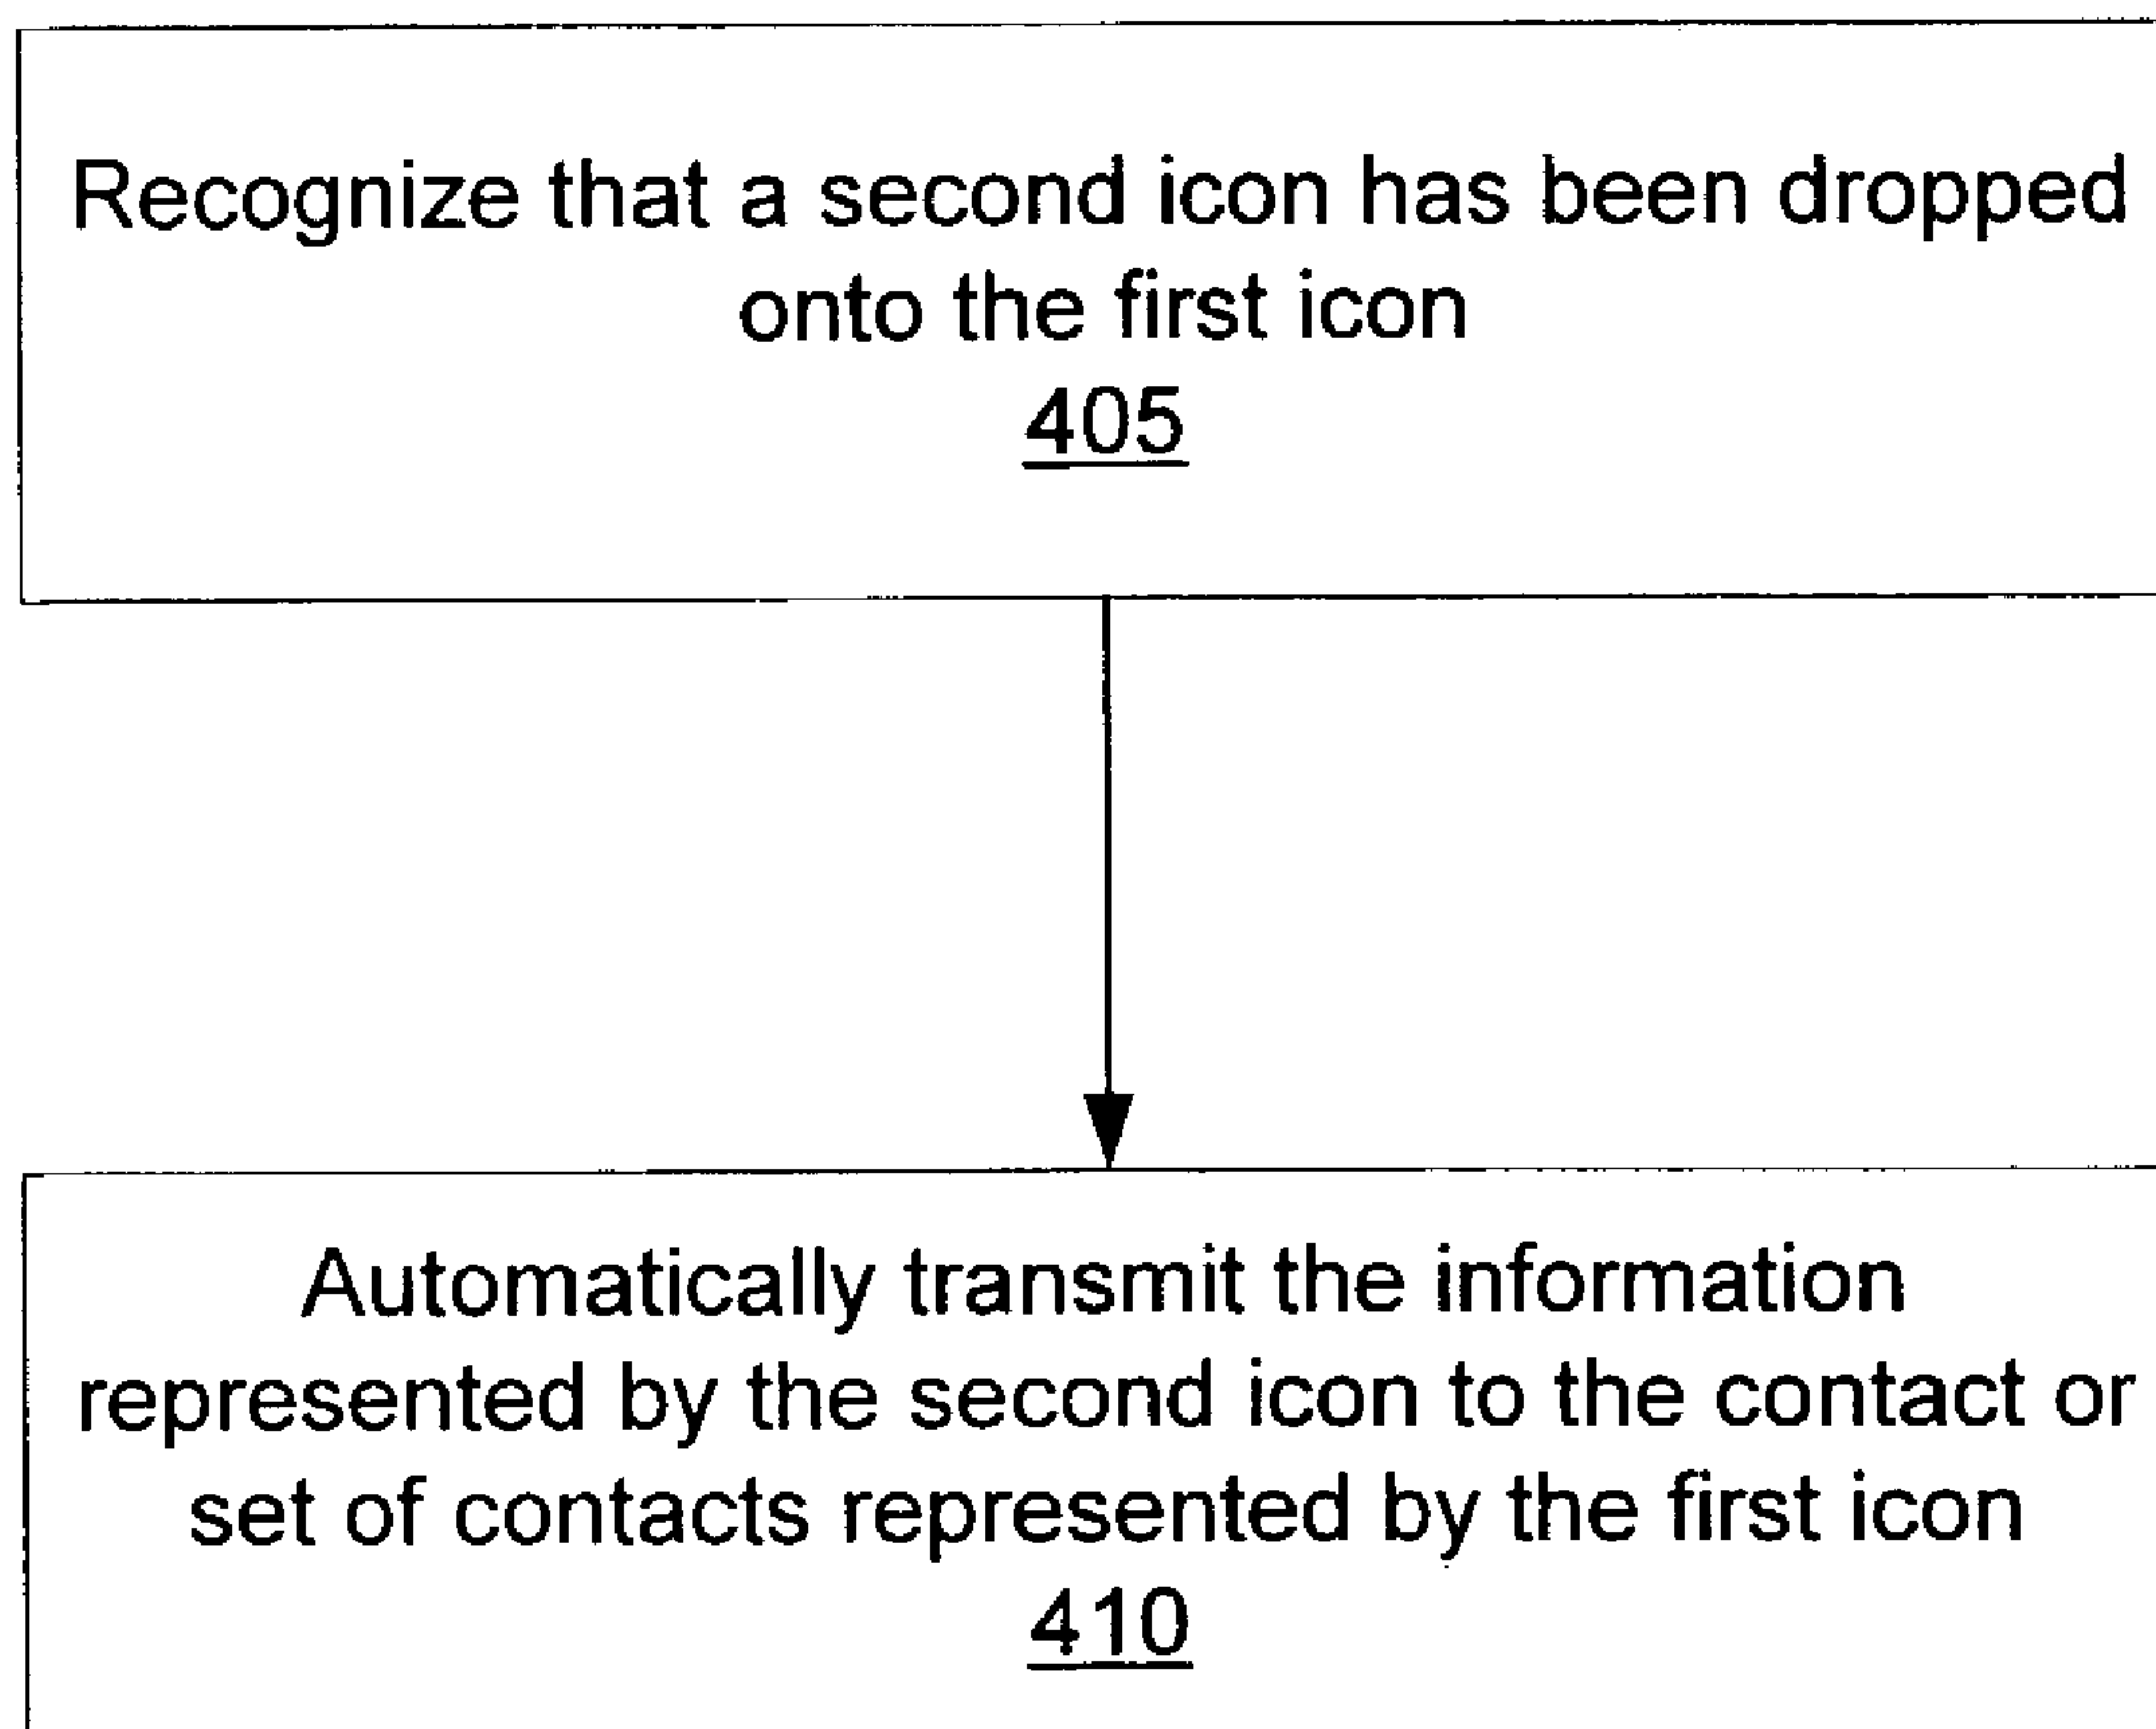 Recognize that a second icon has been dropped
onto the first icon
405
Automatically transmit the information
represented by the second icon to the contact or
set of contacts represented by the first icon
410